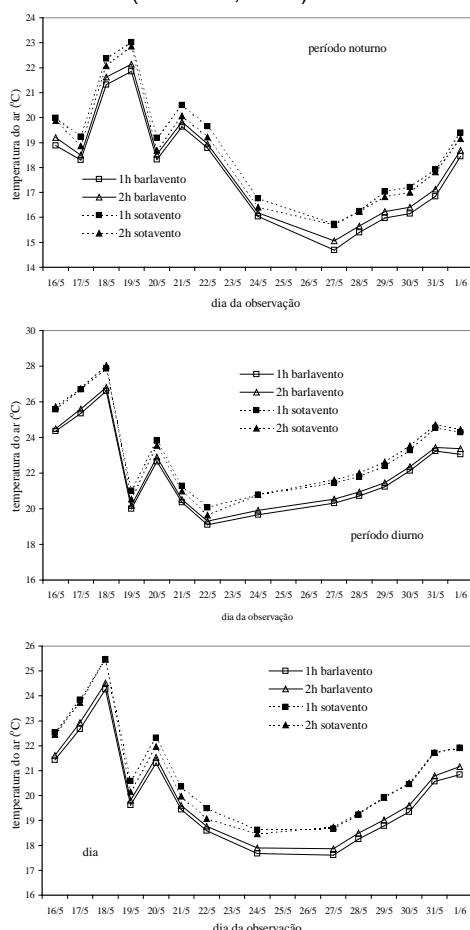 24
23
22
21
20
19
18
17
16
15
14
temperatura do ar (ºC)
período noturno
1h barlavento
2h barlavento
1h sotavento
2h sotavento
16/5 17/5 18/5 19/5 20/5 21/5 22/5 23/5 24/5 25/5 26/5 27/5 28/5 29/5 30/5 31/5 1/6
dia da observação
30
28
26
24
22
20
18
16
temperatura do ar (ºC)
1h barlavento
2h barlavento
1h sotavento
2h sotavento
período diurno
16/5 17/5 18/5 19/5 20/5 21/5 22/5 23/5 24/5 25/5 26/5 27/5 28/5 29/5 30/5 31/5 1/6
dia da observação
26
25
24
23
22
21
20
19
18
17
16
temperatura do ar (ºC)
1h barlavento
2h barlavento
1h sotavento
2h sotavento
dia
16/5 17/5 18/5 19/5 20/5 21/5 22/5 23/5 24/5 25/5 26/5 27/5 28/5 29/5 30/5 31/5 1/6
dia da observação